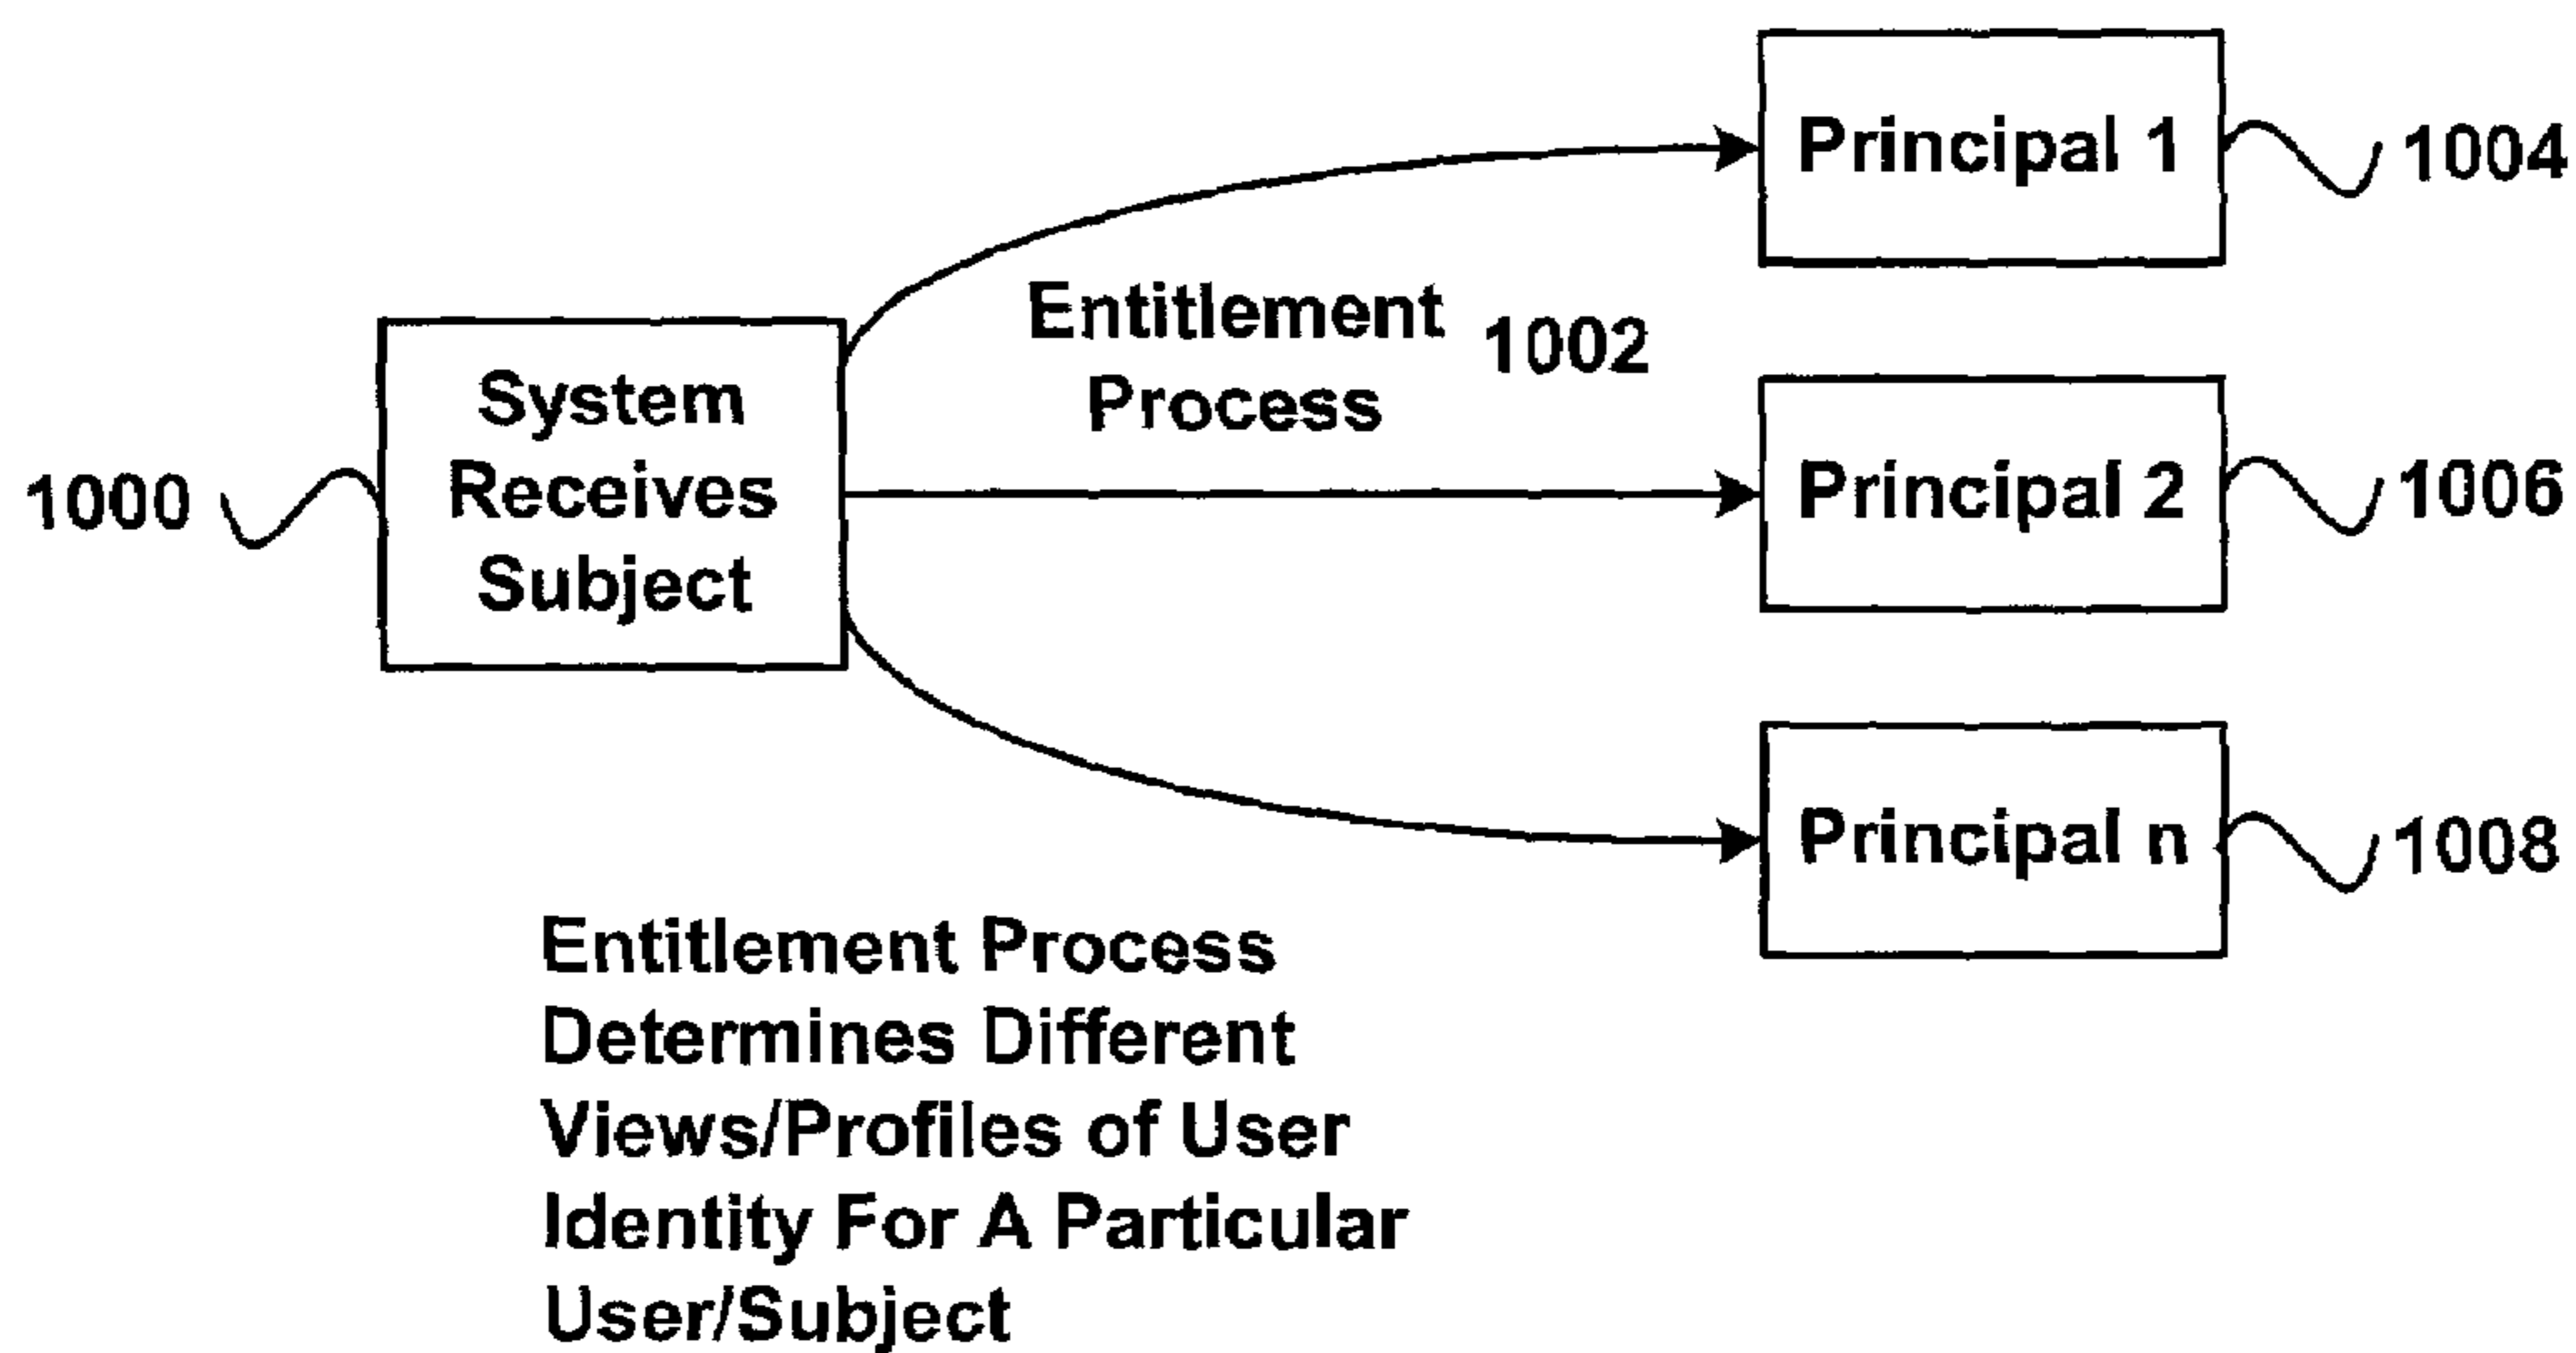 Principal 1
1004
Entitlement
Process
1002
System
Receives
Subject
1000
Principal 2
1006
Principal n
1008
Entitlement Process
Determines Different
Views/Profiles of User
Identity For A Particular
User/Subject